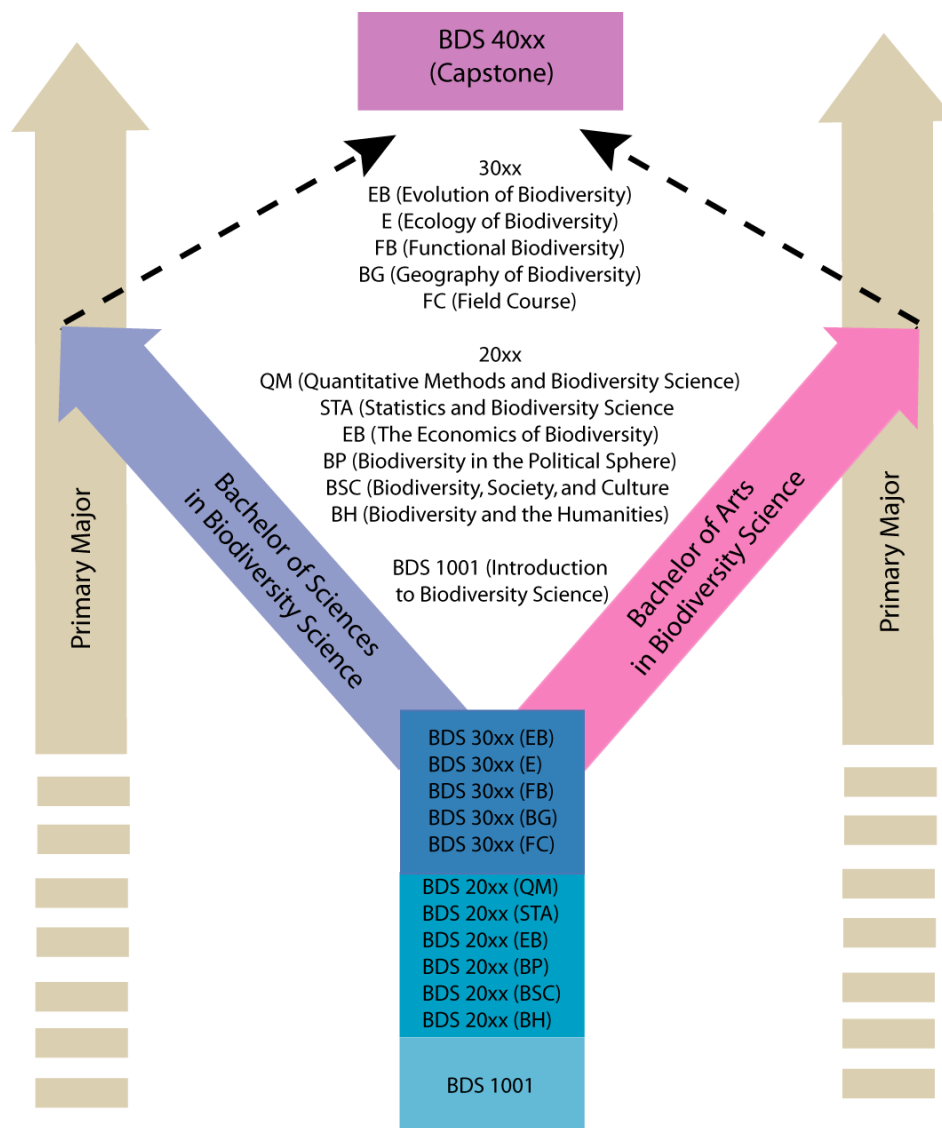 BDS 40xx
(Capstone)
30xx
EB (Evolution of Biodiversity)
E (Ecology of Biodiversity)
FB (Functional Biodiversity)
BG (Geography of Biodiversity)
FC (Field Course)
20xx
QM (Quantitative Methods and Biodiversity Science)
STA (Statistics and Biodiversity Science
EB (The Economics of Biodiversity)
BP (Biodiversity in the Political Sphere)
BSC (Biodiversity, Society, and Culture
BH (Biodiversity and the Humanities)
BDS 1001 (Introduction
to Biodiversity Science)
Primary Major
Bachelor of Sciences
in Biodiversity Science
Bachelor of Arts
in Biodiversity Science
Primary Major
BDS 30xx (EB)
BDS 30xx (E)
BDS 30xx (FB)
BDS 30xx (BG)
BDS 30xx (FC)
BDS 20xx (QM)
BDS 20xx (STA)
BDS 20xx (EB)
BDS 20xx (BP)
BDS 20xx (BSC)
BDS 20xx (BH)
BDS 1001